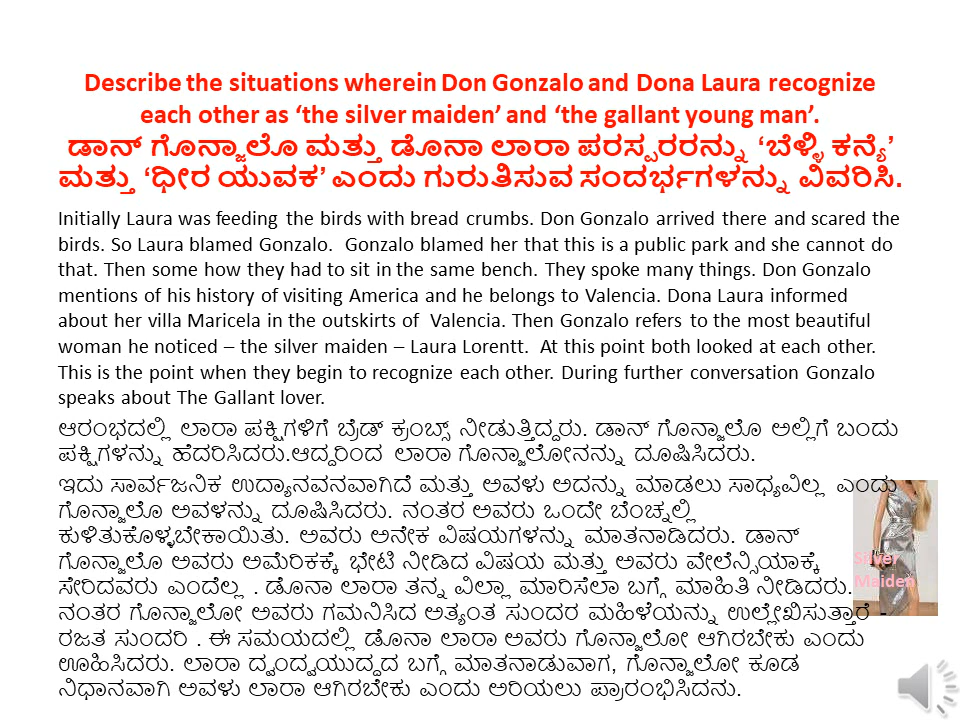 Describe the situations wherein Don Gonzalo and Dona Laura recognize
each other as ‘the silver maiden’ and ‘the gallant young man’.
ಡಾನ್ ಗೊನ್ಜಾಲೊ ಮತ್ತು ಡೊನಾ ಲಾರಾ ಪರಸ್ಪರರನ್ನು ‘ಬೆಳ್ಳಿ ಕನ್ಯೆ’
ಮತ್ತು ‘ಧೀರ ಯುವಕ’ ಎಂದು ಗುರುತಿಸುವ ಸಂದರ್ಭಗಳನ್ನು ವಿವರಿಸಿ.
Initially Laura was feeding the birds with bread crumbs. Don Gonzalo arrived there and scared the
birds. So Laura blamed Gonzalo.  Gonzalo blamed her that this is a public park and she cannot do
that. Then some how they had to sit in the same bench. They spoke many things. Don Gonzalo
mentions of his history of visiting America and he belongs to Valencia. Dona Laura informed
about her villa Maricela in the outskirts of  Valencia. Then Gonzalo refers to the most beautiful
woman he noticed – the silver maiden – Laura Lorentt.  At this point both looked at each other.
This is the point when they begin to recognize each other. During further conversation Gonzalo
speaks about The Gallant lover.
ಆರಂಭದಲ್ಲಿ ಲಾರಾ ಪಕ್ಷಿಗಳಿಗೆ ಬ್ರೆಡ್ ಕ್ರಂಬ್ಸ್ ನೀಡುತ್ತಿದ್ದರು. ಡಾನ್ ಗೊನ್ಜಾಲೊ ಅಲ್ಲಿಗೆ ಬಂದು
ಪಕ್ಷಿಗಳನ್ನು ಹೆದರಿಸಿದರು.ಆದ್ದರಿಂದ ಲಾರಾ ಗೊನ್ಜಾಲೋನನ್ನು ದೂಷಿಸಿದರು.
ಇದು ಸಾರ್ವಜನಿಕ ಉದ್ಯಾನವನವಾಗಿದೆ ಮತ್ತು ಅವಳು ಅದನ್ನು ಮಾಡಲು ಸಾಧ್ಯವಿಲ್ಲ ಎಂದು
ಗೊನ್ಜಾಲೊ ಅವಳನ್ನು ದೂಷಿಸಿದರು. ನಂತರ ಅವರು ಒಂದೇ ಬೆಂಚ್ನಲ್ಲಿ
ಕುಳಿತುಕೊಳ್ಳಬೇಕಾಯಿತು. ಅವರು ಅನೇಕ ವಿಷಯಗಳನ್ನು ಮಾತನಾಡಿದರು. ಡಾನ್
ಗೊನ್ಜಾಲೊ ಅವರು ಅಮೆರಿಕಕ್ಕೆ ಭೇಟಿ ನೀಡಿದ ವಿಷಯ ಮತ್ತು ಅವರು ವೇಲೆನ್ಸಿಯಾಕ್ಕೆ
ಸೇರಿದವರು ಎಂದೆಲ್ಲ . ಡೊನಾ ಲಾರಾ ತನ್ನ ವಿಲ್ಲಾ ಮಾರಿಸೆಲಾ ಬಗ್ಗೆ ಮಾಹಿತಿ ನೀಡಿದರು.
ನಂತರ ಗೊನ್ಜಾಲೋ ಅವರು ಗಮನಿಸಿದ ಅತ್ಯಂತ ಸುಂದರ ಮಹಿಳೆಯನ್ನು ಉಲ್ಲೇಖಿಸುತ್ತಾರೆ -
ರಜತ ಸುಂದರಿ . ಈ ಸಮಯದಲ್ಲಿ ಡೊನಾ ಲಾರಾ ಅವರು ಗೊನ್ಜಾಲೋ ಆಗಿರಬೇಕು ಎಂದು
ಊಹಿಸಿದರು. ಲಾರಾ ದ್ವಂದ್ವಯುದ್ಧದ ಬಗ್ಗೆ ಮಾತನಾಡುವಾಗ, ಗೊನ್ಜಾಲೋ ಕೂಡ
ನಿಧಾನವಾಗಿ ಅವಳು ಲಾರಾ ಆಗಿರಬೇಕು ಎಂದು ಅರಿಯಲು ಪ್ರಾರಂಭಿಸಿದನು.
Silver
Maiden